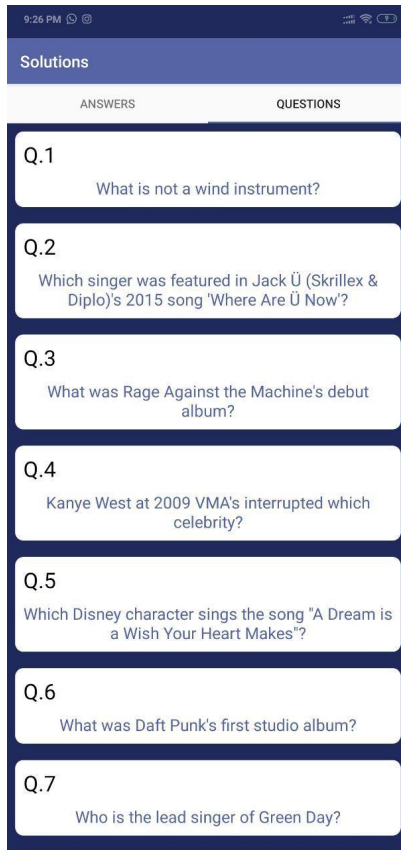 9:26 PM
Solutions
ANSWERS QUESTIONS
Q.1
What is not a wind instrument?
Q.2
Which singer was featured in Jack Ü (Skrillex &
Diplo)'s 2015 song 'Where Are Ü Now'?
Q.3
What was Rage Against the Machine's debut
album?
Q.4
Kanye West at 2009 VMA's interrupted which
celebrity?
Q.5
Which Disney character sings the song "A Dream is
a Wish Your Heart Makes"?
Q.6
What was Daft Punk's first studio album?
Q.7
Who is the lead singer of Green Day?